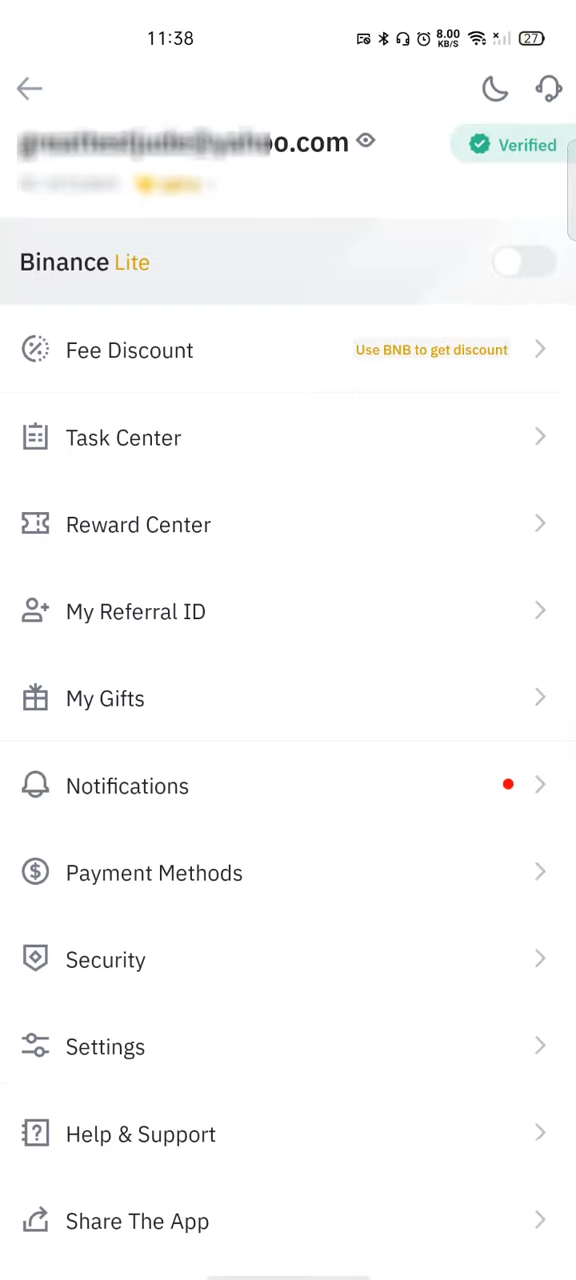 11:38
8.00
KB/S
27
o.com
Verified
Binance Lite
Fee Discount
Use BNB to get discount
Task Center
Reward Center
My Referral ID
My Gifts
Notifications
Payment Methods
Security
Settings
Help & Support
Share The App